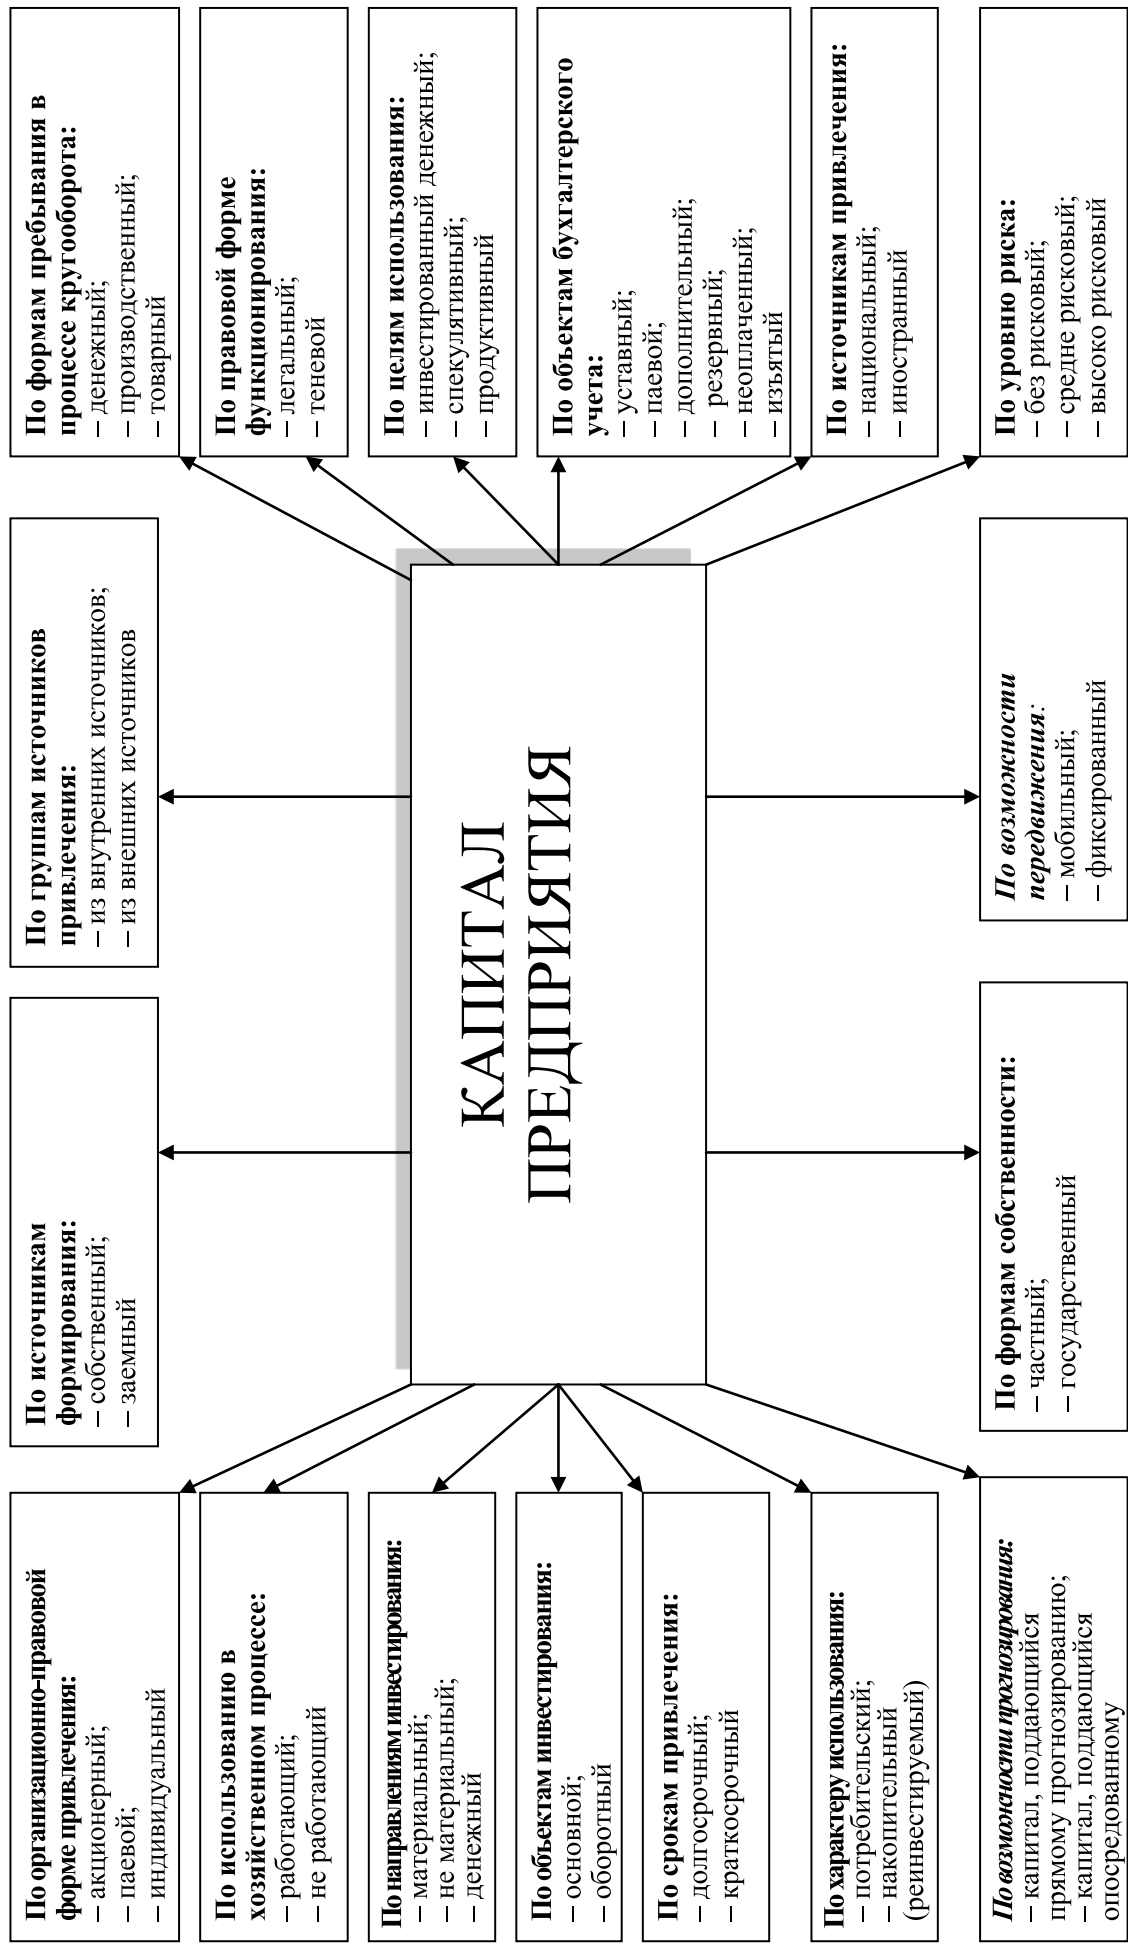 По организационно-правовой
форме привлечения:
– акционерный;
– паевой;
– индивидуальный
По использованию в
хозяйственном процессе:
– работающий;
– не работающий
По направлениям инвестирования:
– материальный;
– не материальный;
– денежный
По объектам инвестирования:
– основной;
– оборотный
По срокам привлечения:
– долгосрочный;
– краткосрочный
По характеру использования:
– потребительский;
– накопительный
(реинвестируемый)
По возможности прогнозирования:
– капитал, поддающийся
прямому прогнозированию;
– капитал, поддающийся
опосредованному
По источникам
формирования:
– собственный;
– заемный
По группам источников
привлечения:
– из внутренних источников;
– из внешних источников
КАПИТАЛ
ПРЕДПРИЯТИЯ
По формам собственности:
– частный;
– государственный
По возможности
передвижения:
– мобильный;
– фиксированный
По формам пребывания в
процессе кругооборота:
– денежный;
– производственный;
– товарный
По правовой форме
функционирования:
– легальный;
– теневой
По целям использования:
– инвестированный денежный;
– спекулятивный;
– продуктивный
По объектам бухгалтерского
учета:
– уставный;
– паевой;
– дополнительный;
– резервный;
– неоплаченный;
– изъятый
По источникам привлечения:
– национальный;
– иностранный
По уровню риска:
– без рисковый;
– средне рисковый;
– высоко рисковый